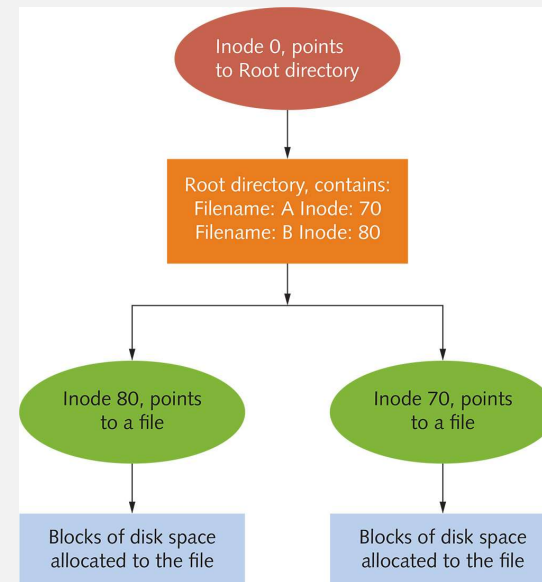 Inode 0, points
to Root directory
Root directory, contains:
Filename: A Inode: 70
Filename: B Inode: 80
Inode 80, points
to a file
Inode 70, points
to a file
Blocks of disk space
allocated to the file
Blocks of disk space
allocated to the file